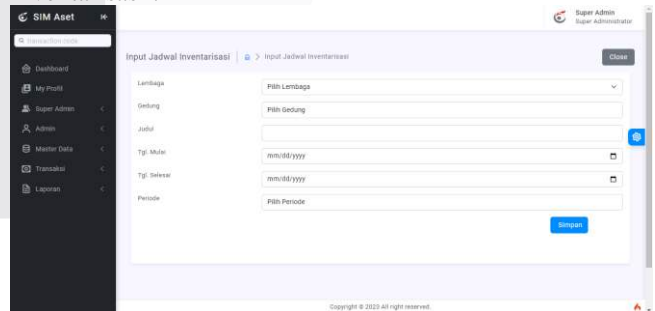 SIM Aset
Super Admin
Super Administrator
Transaction code
Input Jadwal Inventarisasi
Input Jadwal Inventarisasi
Close
Dashboard
My Profil
Super Admin
Admin
Master Data
Transaksi
Laporan
Lembaga
Pilih Lembaga
Gedung
Pilih Gedung
Judul
Tgl. Mulai
mm/dd/yyyy
Tgl. Selesai
mm/dd/yyyy
Periode
Pilih Periode
Simpan
Copyright © 2023 All right reserved.